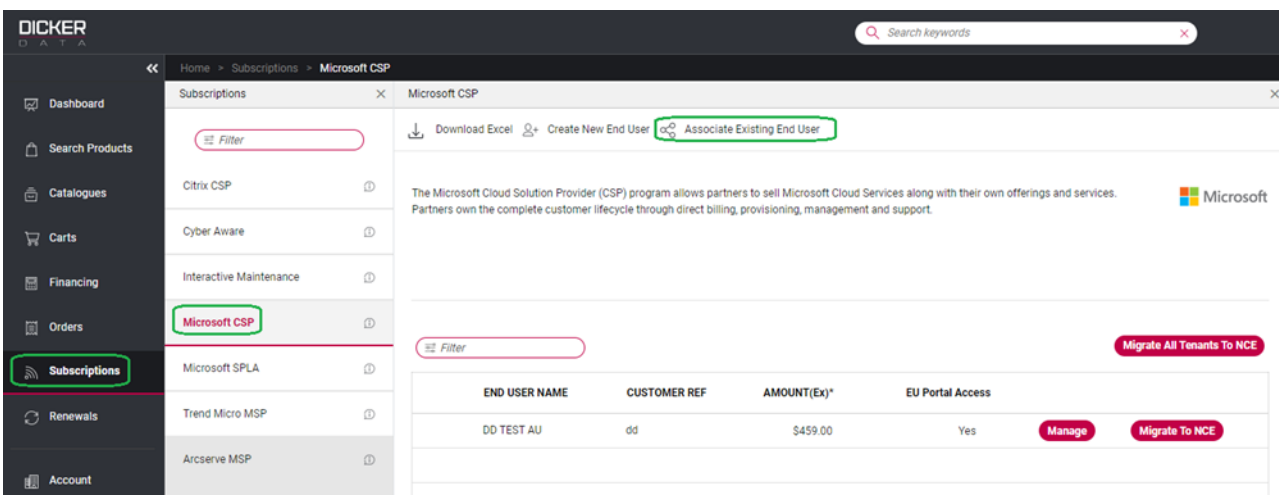 DICKER
DATA
Search keywords
Home > Subscriptions > Microsoft CSP
Dashboard
Search Products
Catalogues
Carts
Financing
Orders
Subscriptions
Renewals
Account
Subscriptions
Filter
Citrix CSP
Cyber Aware
Interactive Maintenance
Microsoft CSP
Microsoft SPLA
Trend Micro MSP
Arcserve MSP
Microsoft CSP
Download Excel Create New End User Associate Existing End User
The Microsoft Cloud Solution Provider (CSP) program allows partners to sell Microsoft Cloud Services along with their own offerings and services.
Partners own the complete customer lifecycle through direct billing, provisioning, management and support.
Microsoft
Filter
Migrate All Tenants To NCE
END USER NAME CUSTOMER REF AMOUNT(Ex)* EU Portal Access
DD TEST AU dd $459.00 Yes Manage Migrate To NCE